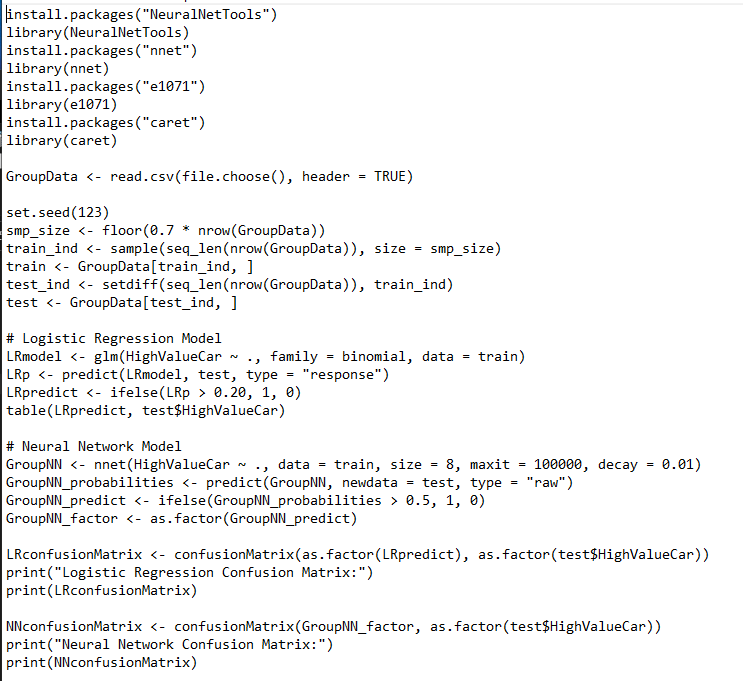 install.packages("NeuralNetTools")
library(NeuralNetTools)
install.packages("nnet")
library(nnet)
install.packages("e1071")
library(e1071)
install.packages("caret")
library(caret)

GroupData <- read.csv(file.choose(), header = TRUE)

set.seed(123)
smp_size <- floor(0.7 * nrow(GroupData))
train_ind <- sample(seq_len(nrow(GroupData)), size = smp_size)
train <- GroupData[train_ind, ]
test_ind <- setdiff(seq_len(nrow(GroupData)), train_ind)
test <- GroupData[test_ind, ]

# Logistic Regression Model
LRmodel <- glm(HighValueCar ~ ., family = binomial, data = train)
LRp <- predict(LRmodel, test, type = "response")
LRpredict <- ifelse(LRp > 0.20, 1, 0)
table(LRpredict, test$HighValueCar)

# Neural Network Model
GroupNN <- nnet(HighValueCar ~ ., data = train, size = 8, maxit = 100000, decay = 0.01)
GroupNN_probabilities <- predict(GroupNN, newdata = test, type = "raw")
GroupNN_predict <- ifelse(GroupNN_probabilities > 0.5, 1, 0)
GroupNN_factor <- as.factor(GroupNN_predict)

LRconfusionMatrix <- confusionMatrix(as.factor(LRpredict), as.factor(test$HighValueCar))
print("Logistic Regression Confusion Matrix:")
print(LRconfusionMatrix)

NNconfusionMatrix <- confusionMatrix(GroupNN_factor, as.factor(test$HighValueCar))
print("Neural Network Confusion Matrix:")
print(NNconfusionMatrix)